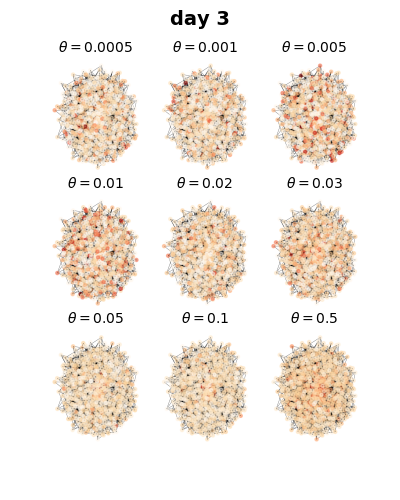 day 3
θ = 0.0005
θ = 0.001
θ = 0.005
θ = 0.01
θ = 0.02
θ = 0.03
θ = 0.05
θ = 0.1
θ = 0.5